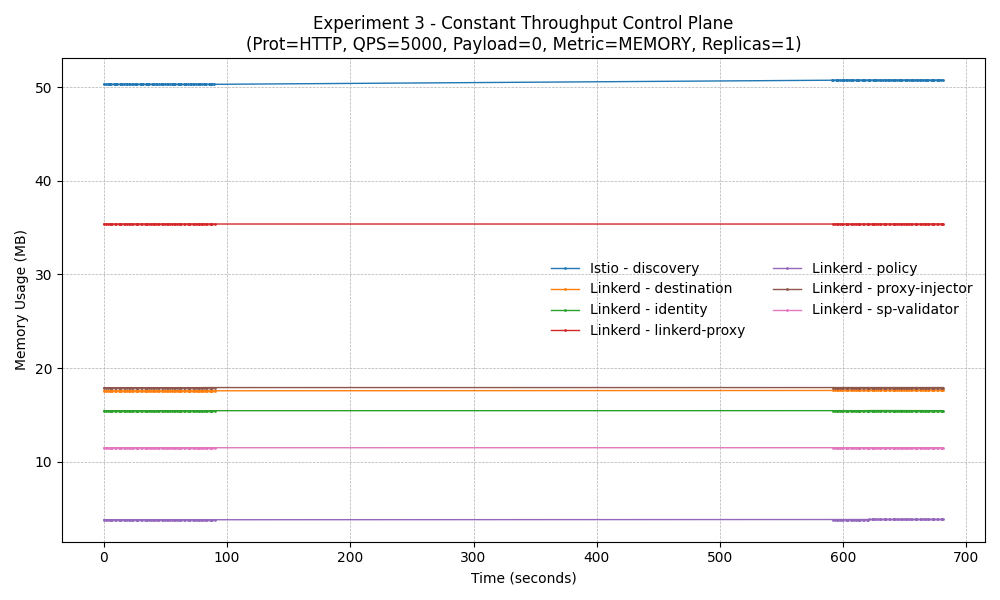 Experiment 3 - Constant Throughput Control Plane
(Prot=HTTP, QPS=5000, Payload=0, Metric=MEMORY, Replicas=1)
Memory Usage (MB)
50
40
30
20
10
Istio - discovery
Linkerd - destination
Linkerd - identity
Linkerd - linkerd-proxy
Linkerd - policy
Linkerd - proxy-injector
Linkerd - sp-validator
0 100 200 300 400 500 600 700
Time (seconds)